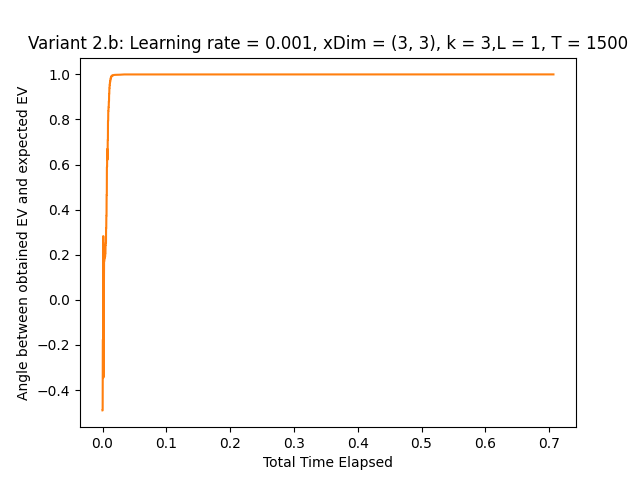 Variant 2.b: Learning rate = 0.001, xDim = (3, 3), k = 3,L = 1, T = 1500
1.0
0.8
0.6
0.4
0.2
0.0
−0.2
−0.4
Angle between obtained EV and expected EV
0.0 0.1 0.2 0.3 0.4 0.5 0.6 0.7
Total Time Elapsed